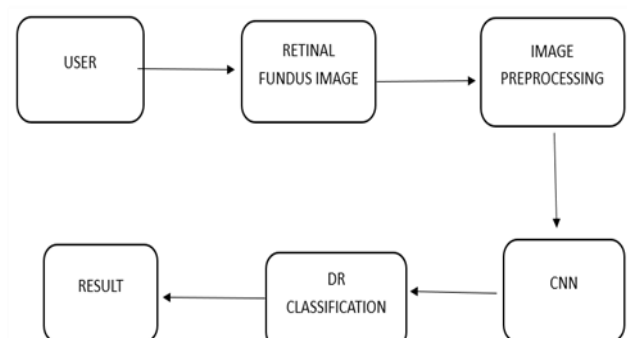 USER
RETINAL
FUNDUS IMAGE
IMAGE
PREPROCESSING
CNN
DR
CLASSIFICATION
RESULT